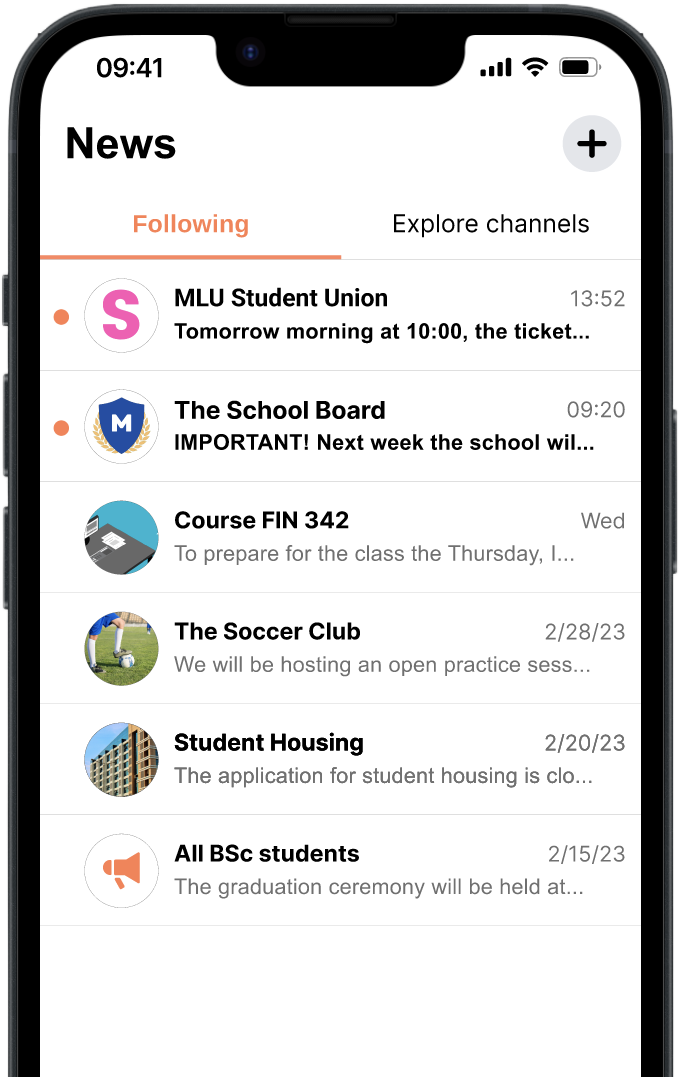 09:41
News
Following
Explore channels
S
MLU Student Union
13:52
Tomorrow morning at 10:00, the ticket...
M
The School Board
09:20
IMPORTANT! Next week the school wil...
Course FIN 342
Wed
To prepare for the class the Thursday, I...
The Soccer Club
2/28/23
We will be hosting an open practice sess...
Student Housing
2/20/23
The application for student housing is clo...
All BSc students
2/15/23
The graduation ceremony will be held at...